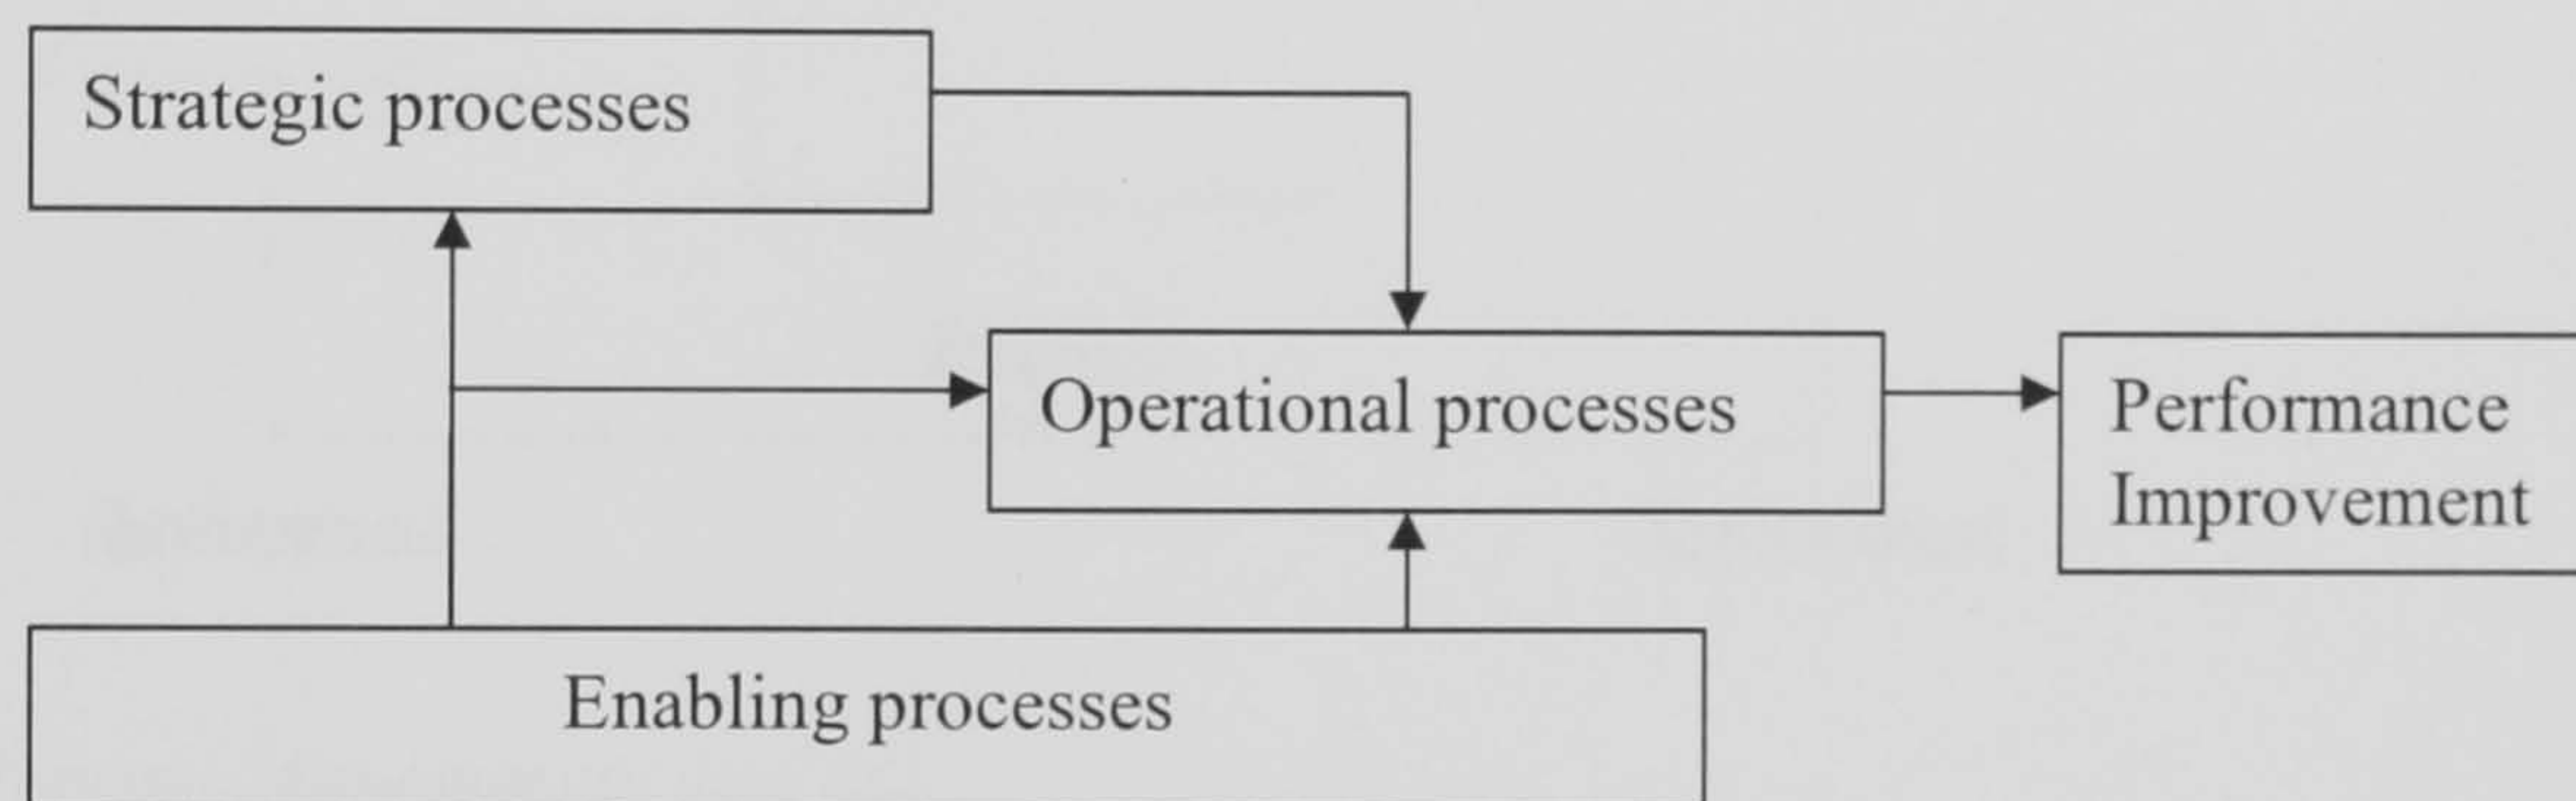 Strategic processes
Operational processes
Performance
Improvement
Enabling processes